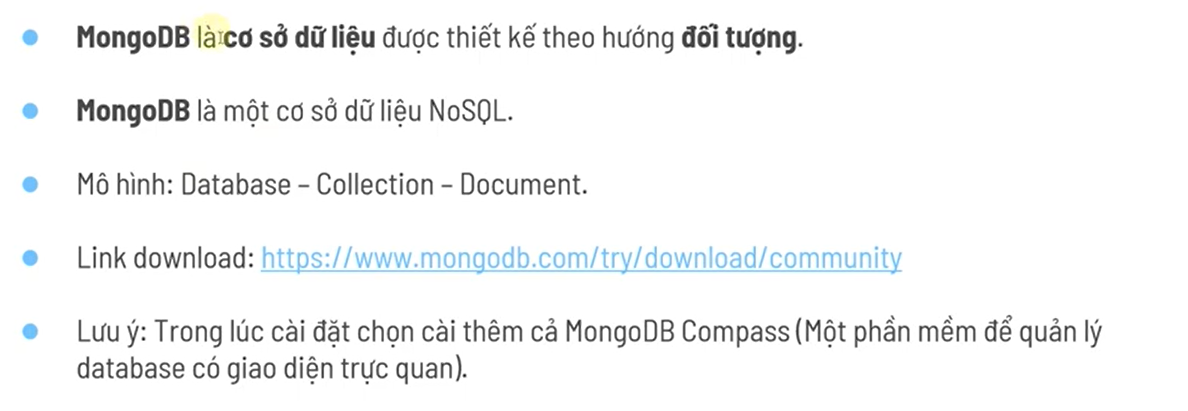 MongoDB là cơ sở dữ liệu được thiết kế theo hướng đối tượng.
MongoDB là một cơ sở dữ liệu NoSQL.
Mô hình: Database – Collection – Document.
Link download: https://www.mongodb.com/try/download/community
Lưu ý: Trong lúc cài đặt chọn cài thêm cả MongoDB Compass (Một phần mềm để quản lý
database có giao diện trực quan).